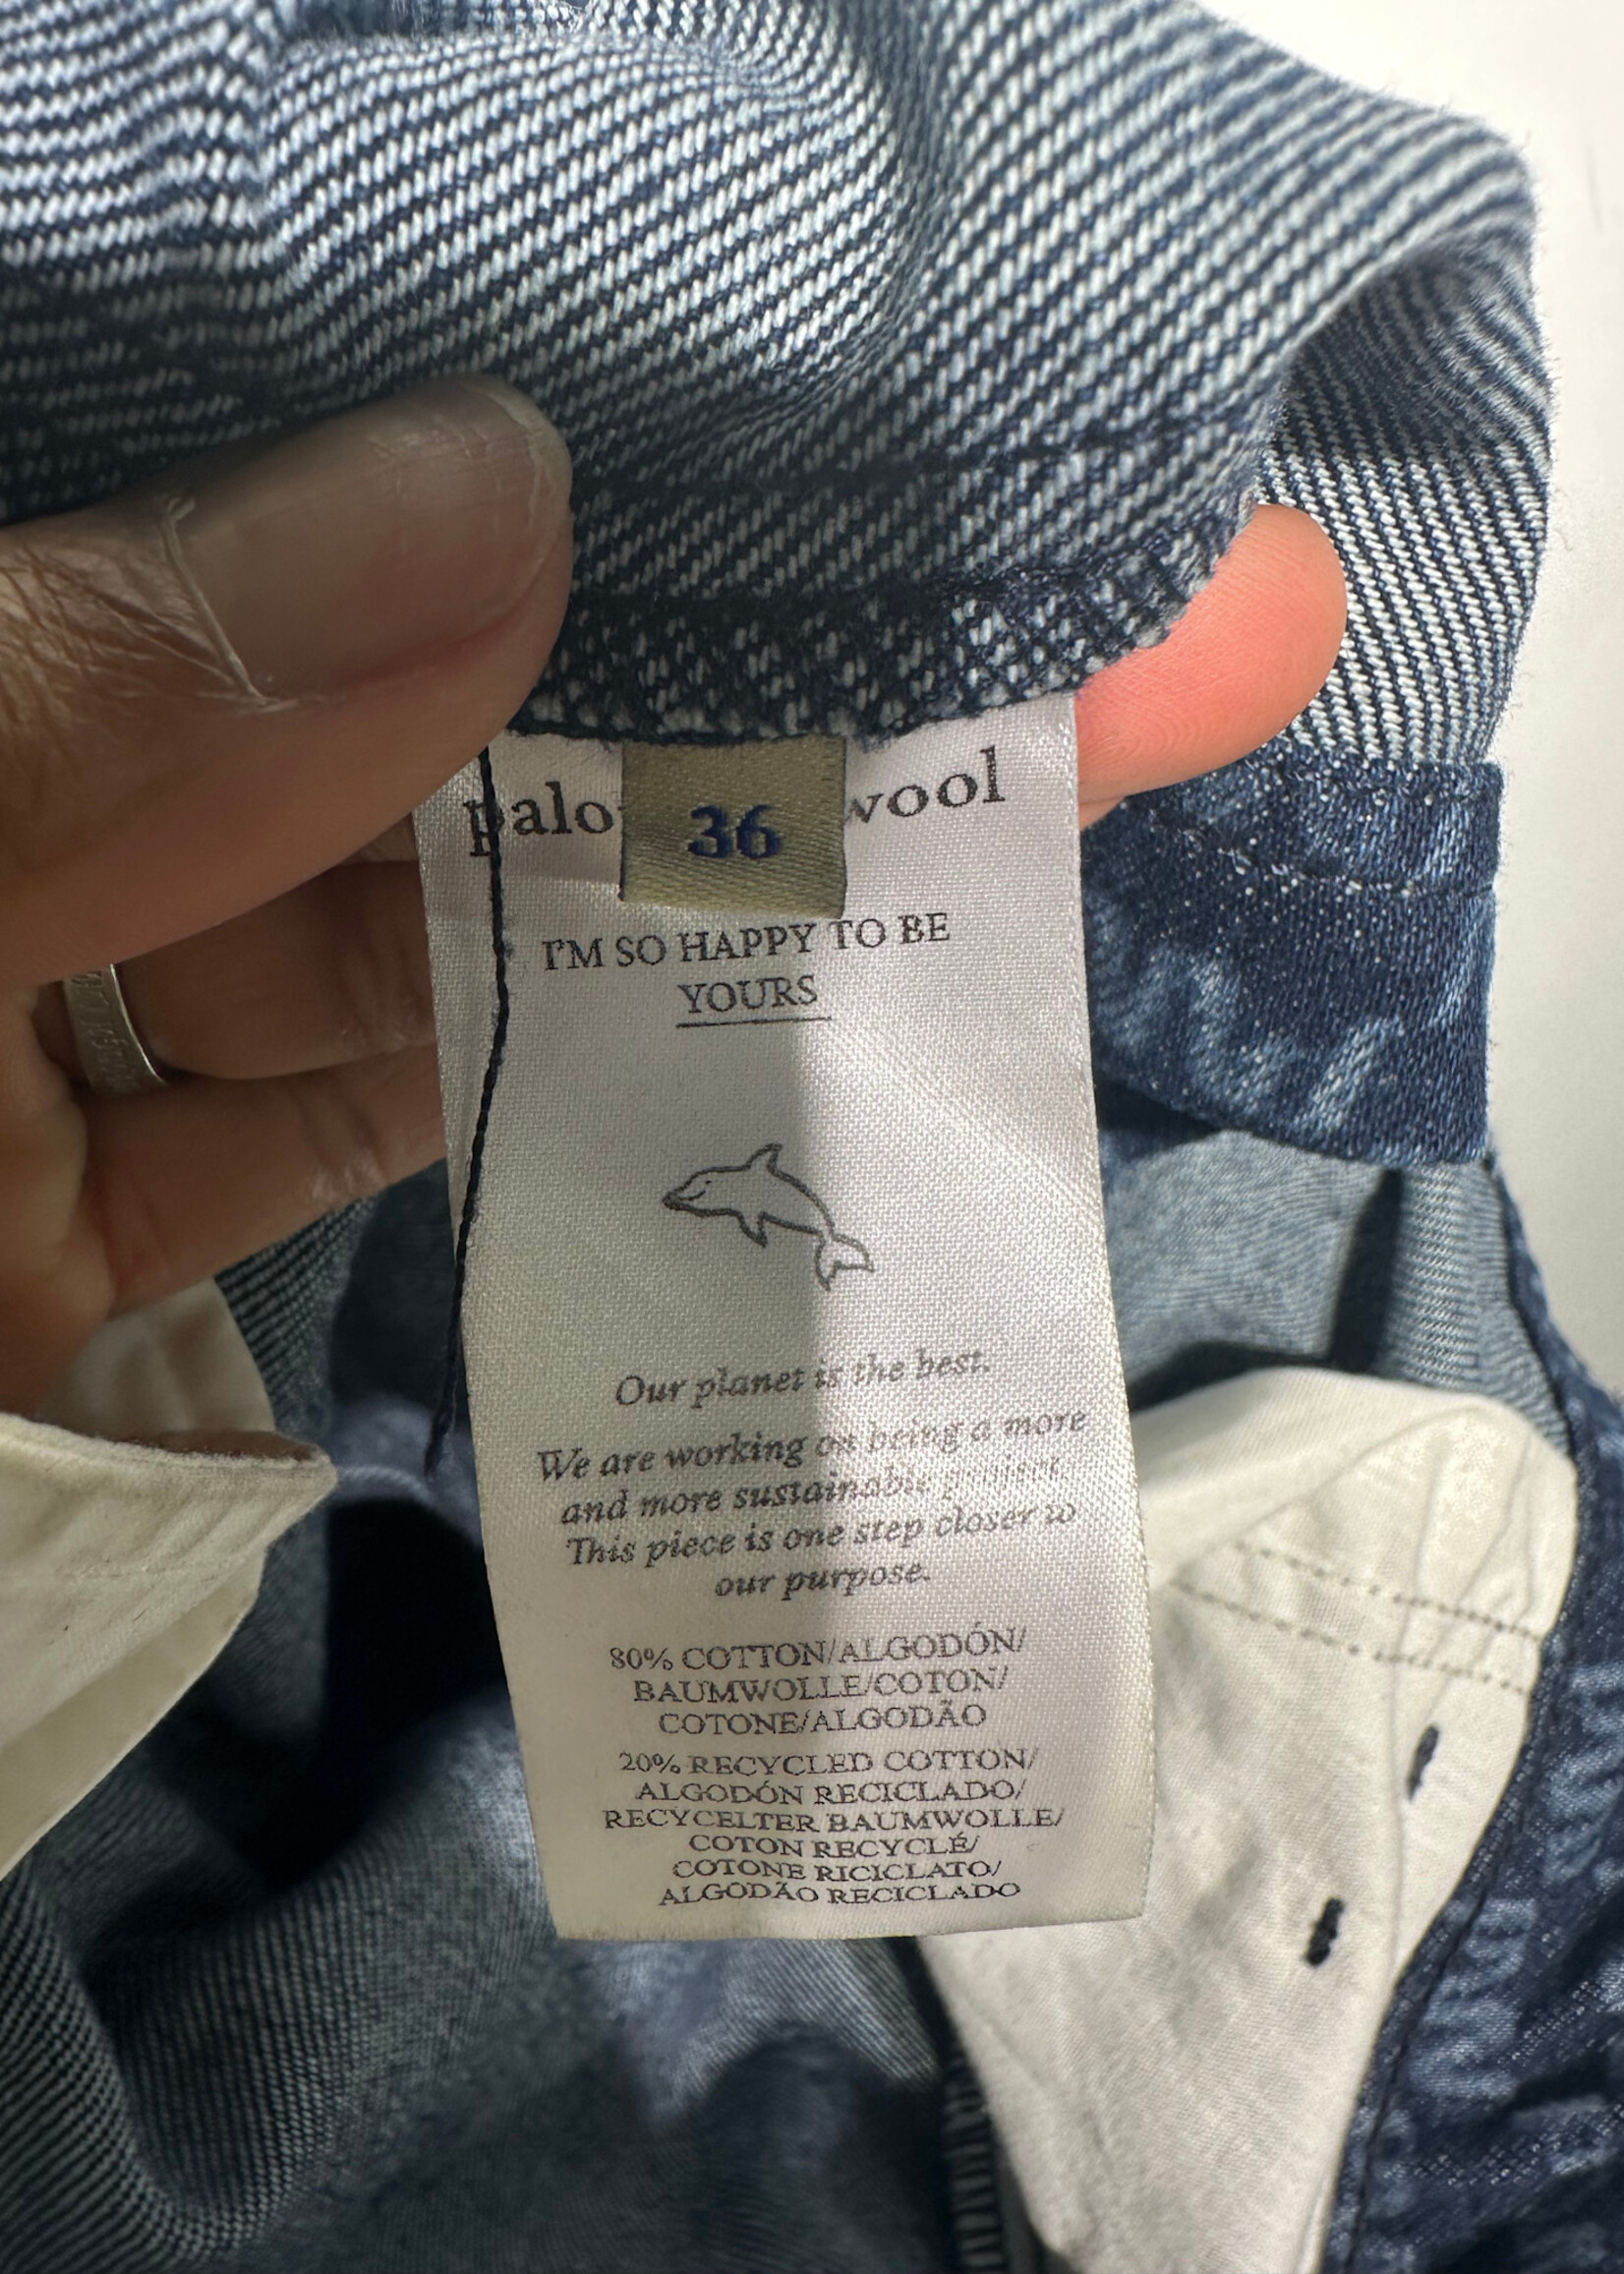 palo
36
wool
I'M SO HAPPY TO BE
YOURS
Our planet is the best.
We are working on being a more
and more sustainable project.
This piece is one step closer to
our purpose.
80% COTTON/ALGODÓN/
BAUMWOLLE/COTON/
COTONE/ALGODÃO
20% RECYCLED COTTON/
ALGODÓN RECICLADO/
RECYCELTER BAUMWOLLE/
COTON RECYCLÉ/
COTONE RICICLATO/
ALGODÃO RECICLADO